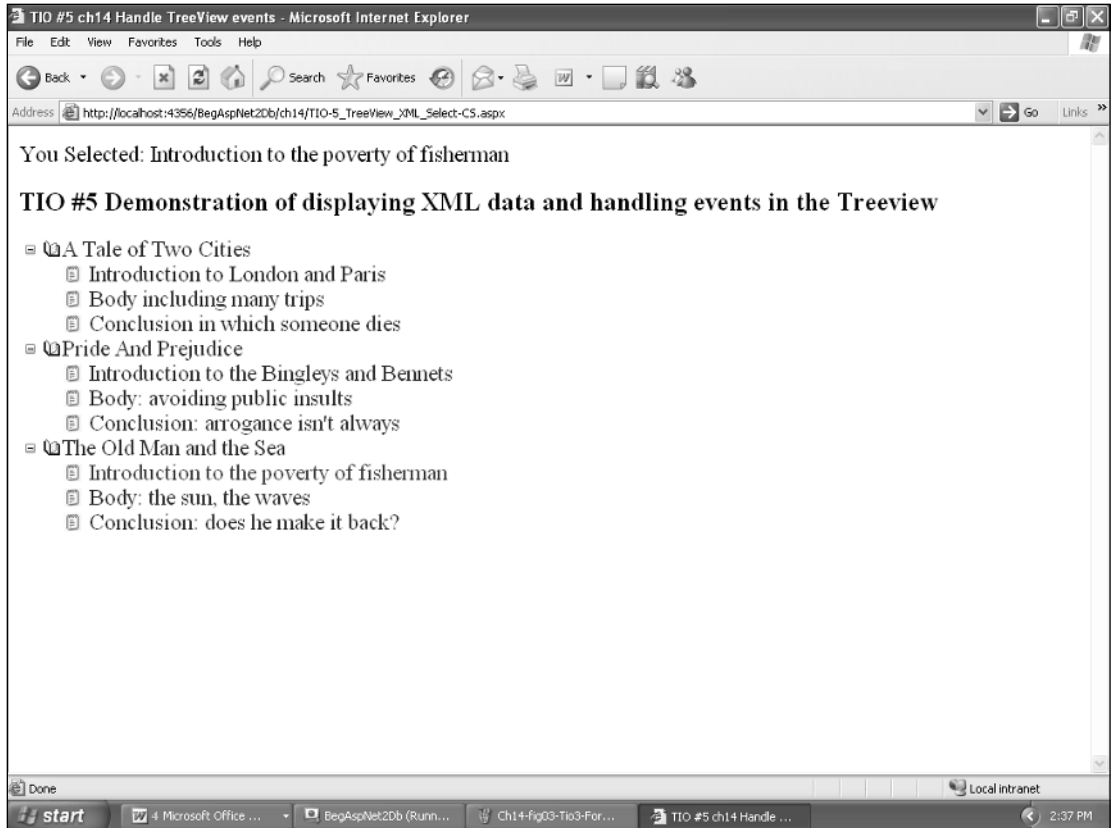 TIO #5 ch14 Handle TreeView events - Microsoft Internet Explorer
File Edit View Favorites Tools Help
Back Search Favorites
Address http://localhost:4356/BegAspNet2Db/ch14/TIO-5_TreeView_XML_Select-CS.aspx Go Links »
You Selected: Introduction to the poverty of fisherman
TIO #5 Demonstration of displaying XML data and handling events in the Treeview
A Tale of Two Cities
Introduction to London and Paris
Body including many trips
Conclusion in which someone dies
Pride And Prejudice
Introduction to the Bingleys and Bennets
Body: avoiding public insults
Conclusion: arrogance isn't always
The Old Man and the Sea
Introduction to the poverty of fisherman
Body: the sun, the waves
Conclusion: does he make it back?
Done Local intranet
start 4 Microsoft Office ... BegAspNet2Db (Runn... Ch14-fig03-Tio3-For... TIO #5 ch14 Handle ... 2:37 PM